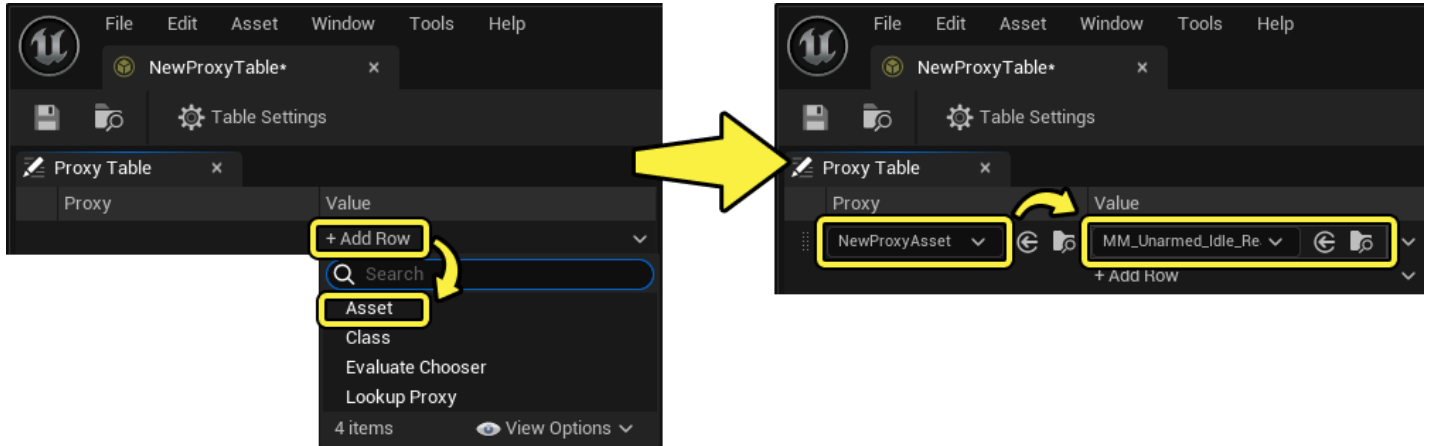 File Edit Asset Window Tools Help
NewProxyTable*
Table Settings
Proxy Table
Proxy Value
+ Add Row
Search
Asset
Class
Evaluate Chooser
Lookup Proxy
4 items View Options
File Edit Asset Window Tools Help
NewProxyTable*
Table Settings
Proxy Table
Proxy Value
NewProxyAsset MM_Unarmed_Idle_Re
+ Add Row